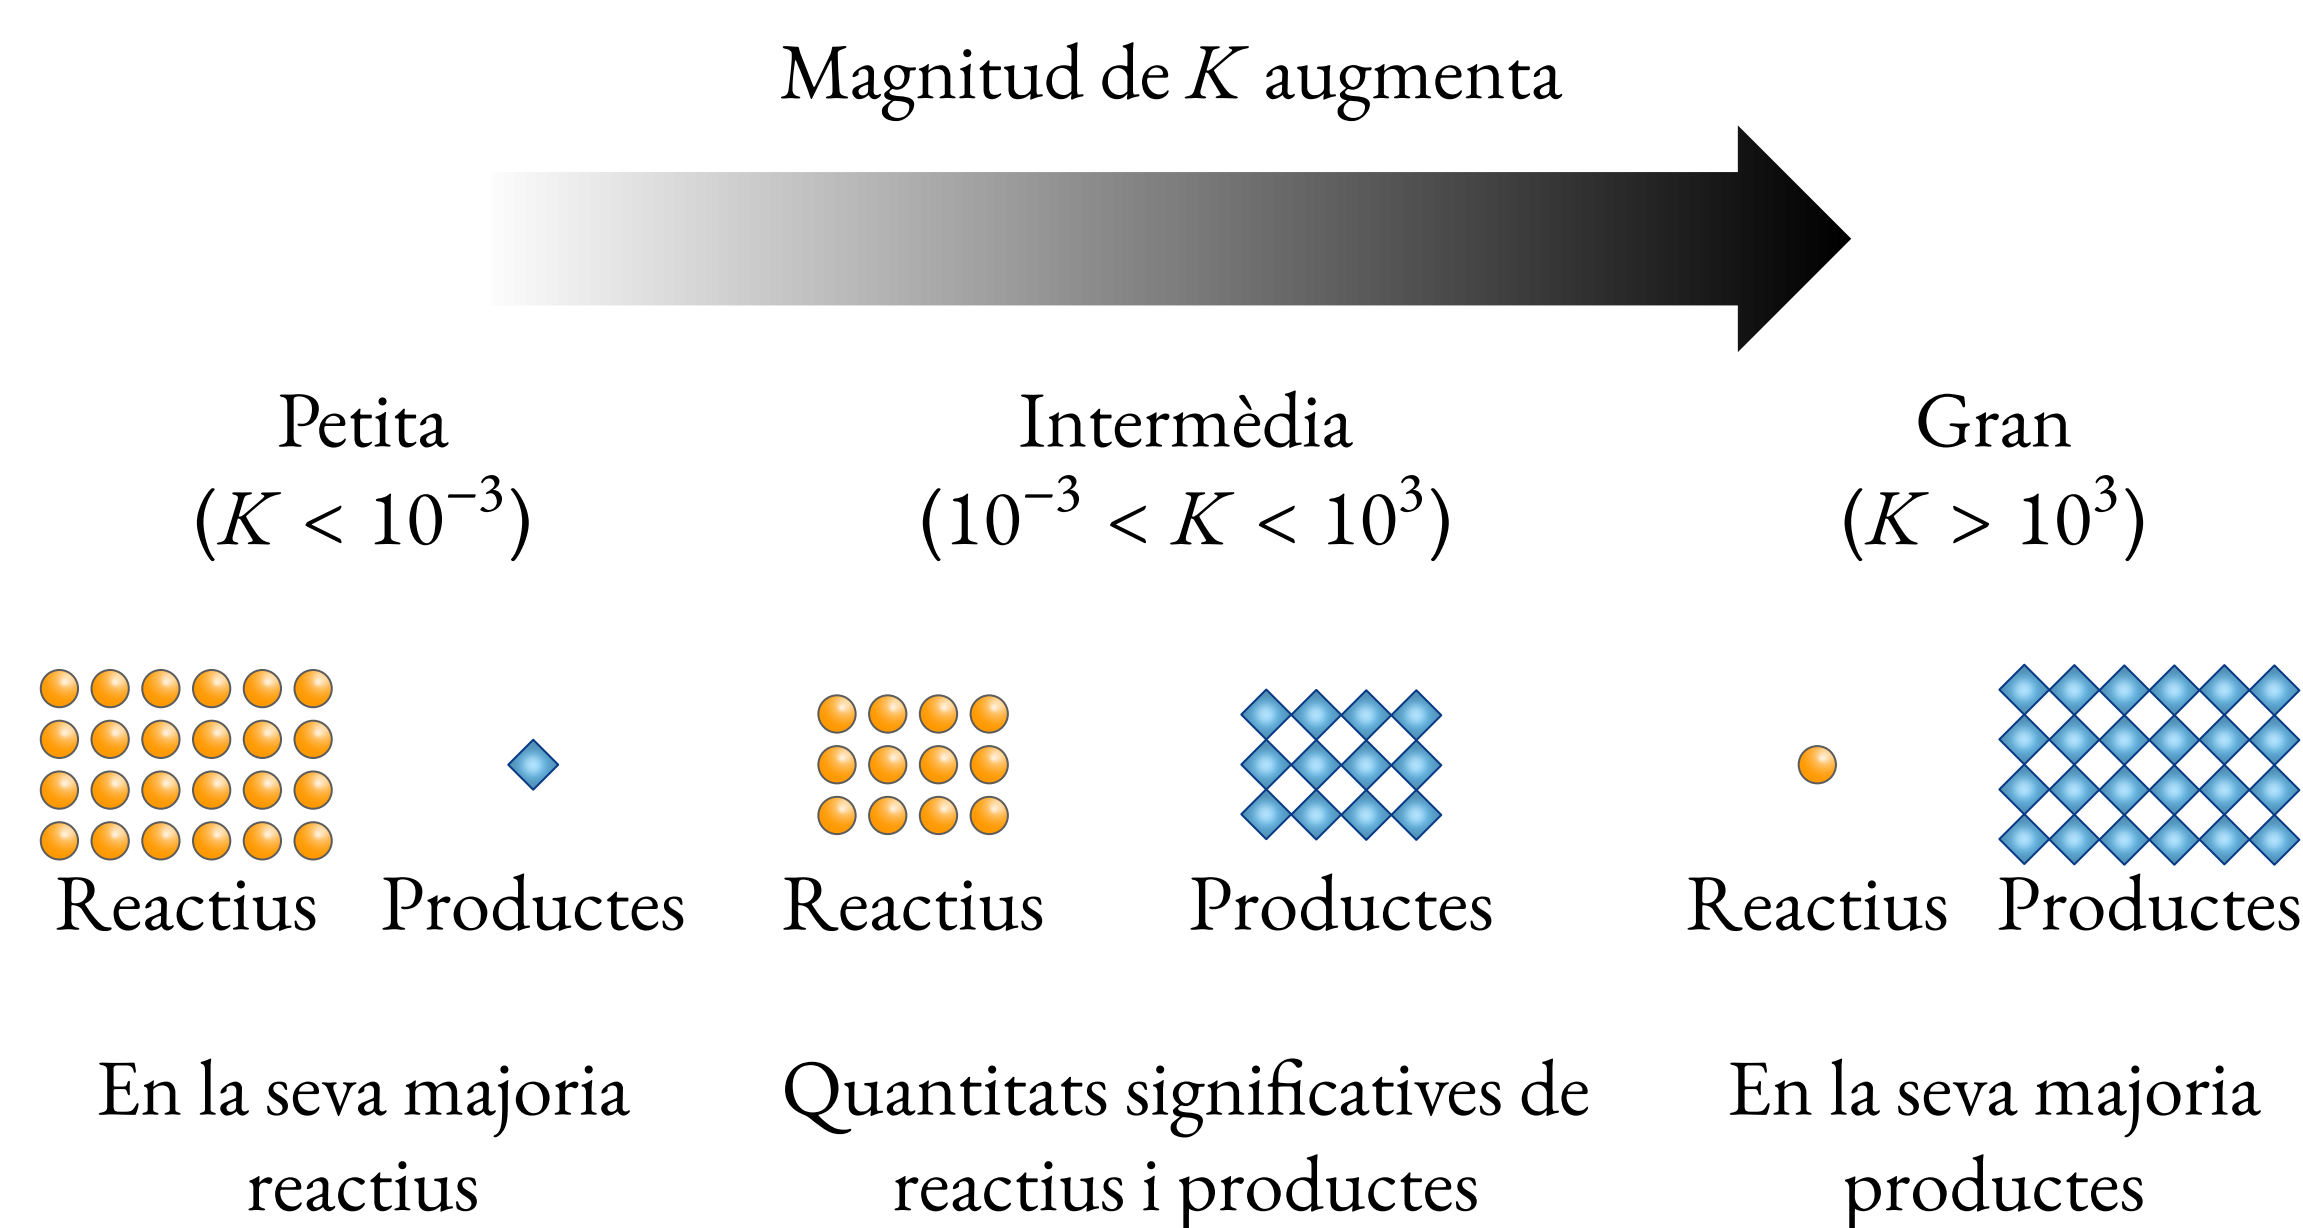 Magnitud de K augmenta
Petita
(K < 10⁻³)
Intermèdia
(10⁻³ < K < 10³)
Gran
(K > 10³)
Reactius
Productes
Reactius
Productes
Reactius
Productes
En la seva majoria
reactius
Quantitats significatives de
reactius i productes
En la seva majoria
productes